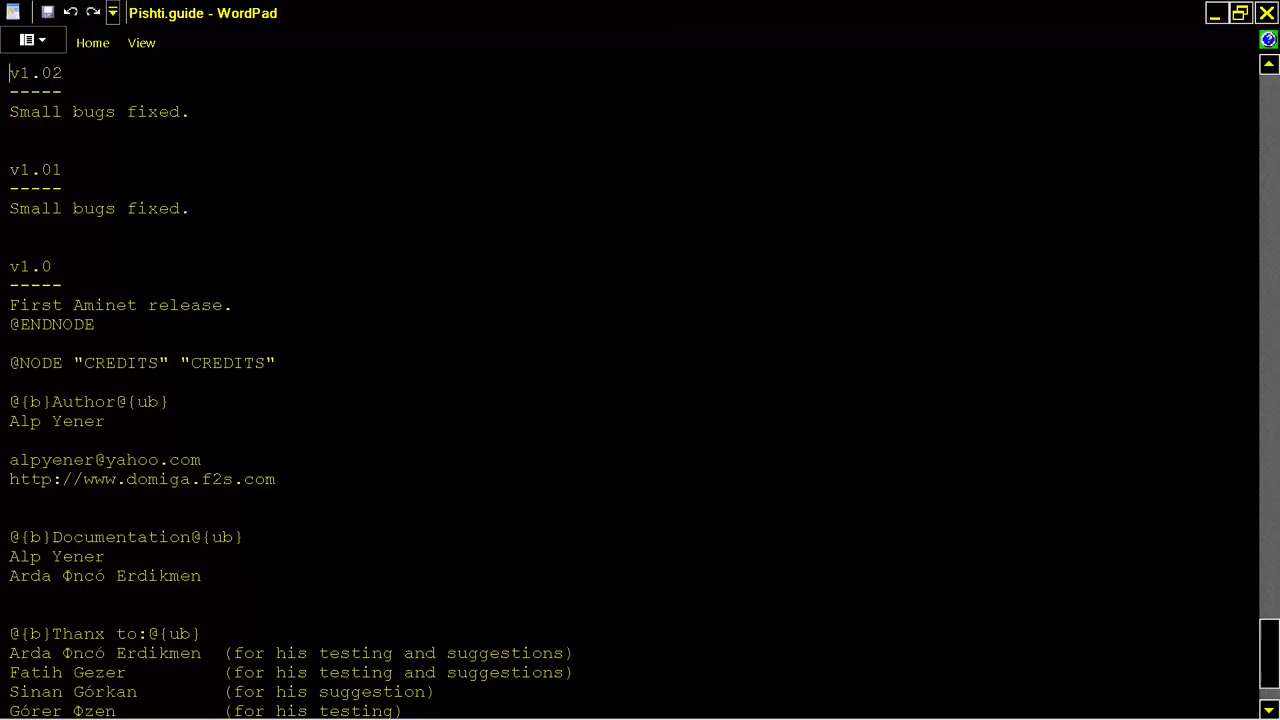 Pishti.guide - WordPad
Home View
v1.02
-----
Small bugs fixed.
v1.01
-----
Small bugs fixed.
v1.0
-----
First Aminet release.
@ENDNODE
@NODE "CREDITS" "CREDITS"
@{b}Author@{ub}
Alp Yener
alpyener@yahoo.com
http://www.domiga.f2s.com
@{b}Documentation@{ub}
Alp Yener
Arda Φncó Erdikmen
@{b}Thanx to:@{ub}
Arda Φncó Erdikmen (for his testing and suggestions)
Fatih Gezer (for his testing and suggestions)
Sinan Górkan (for his suggestion)
Górer Φzen (for his testing)